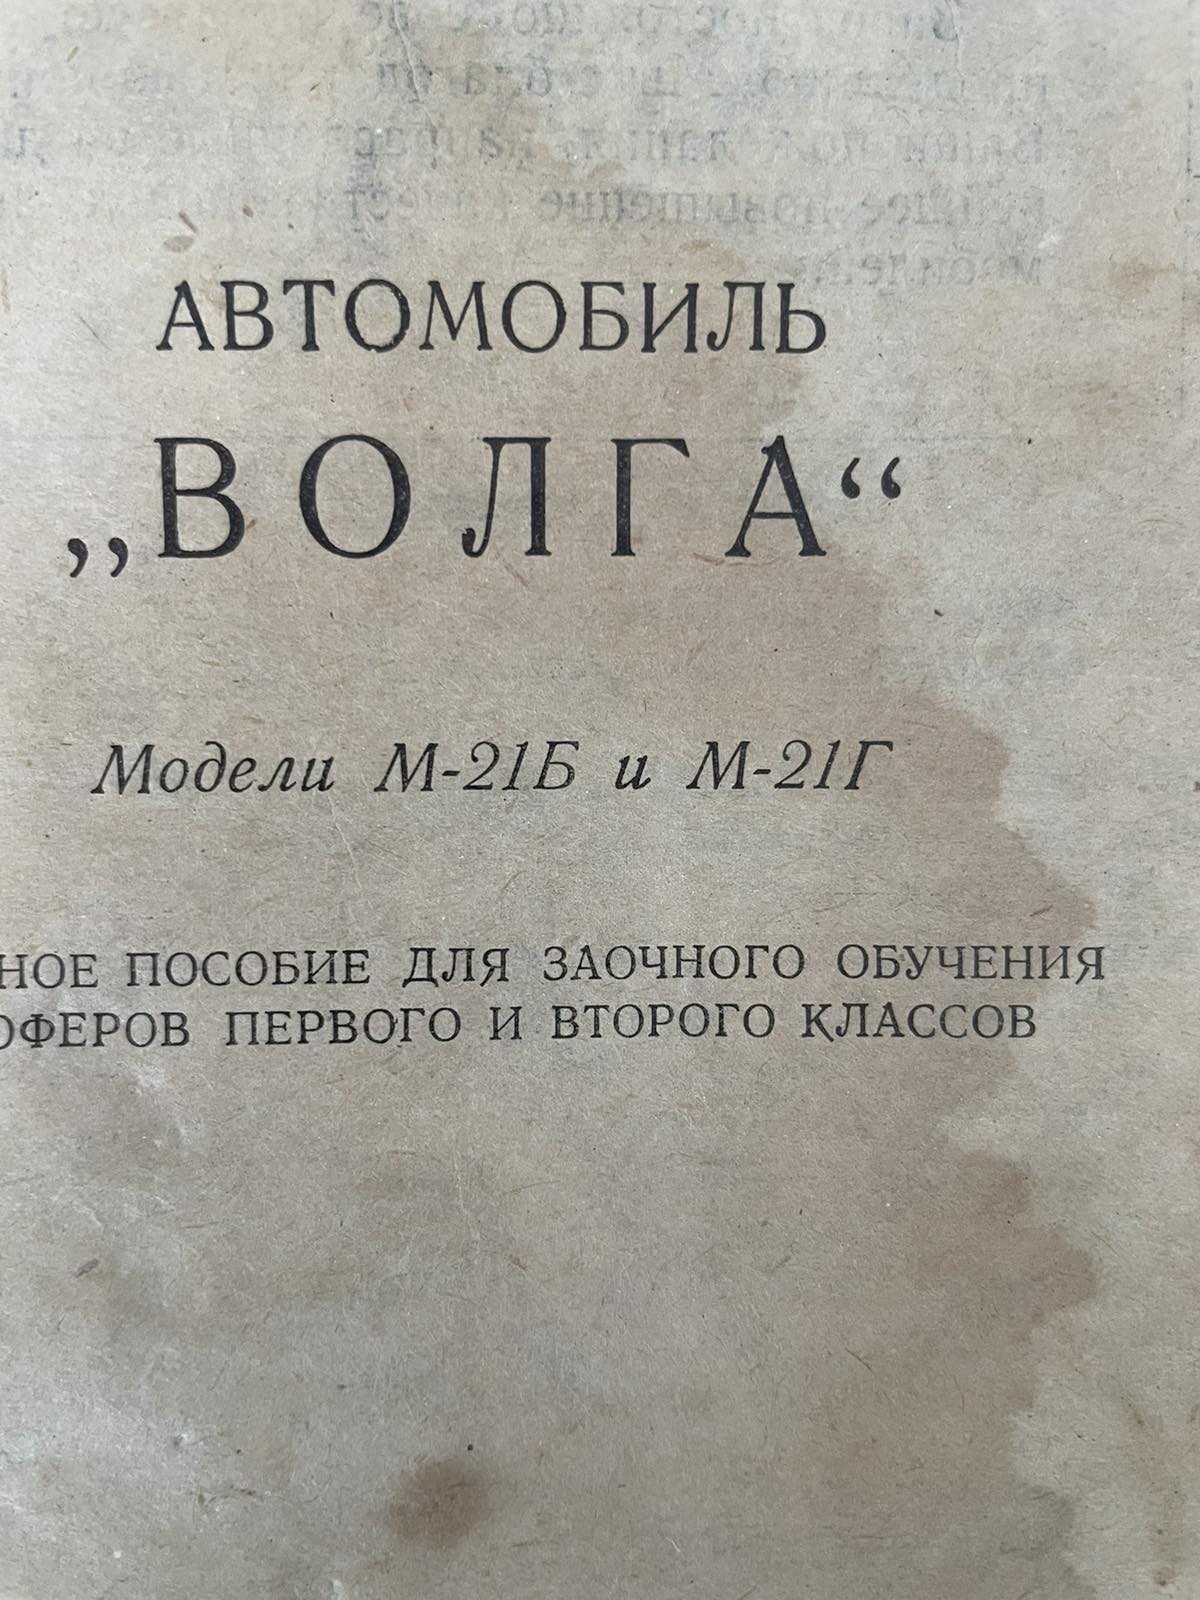 АВТОМОБИЛЬ
„ВОЛГА“
Модели М-21Б и М-21Г
НОЕ ПОСОБИЕ ДЛЯ ЗАОЧНОГО ОБУЧЕНИЯ
ОФЕРОВ ПЕРВОГО И ВТОРОГО КЛАССОВ